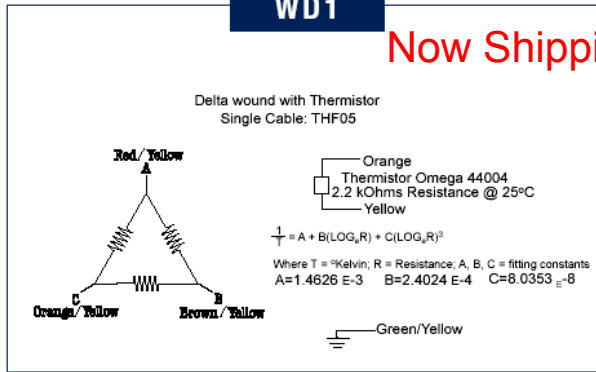 WD1
Now Shippi
Delta wound with Thermistor
Single Cable: THF05
Red/Yellow
A
C
Orange/Yellow
B
Brown/Yellow
Orange
Thermistor Omega 44004
2.2 kOhms Resistance @ 25°C
Yellow
1/T = A + B(LOGₑR) + C(LOGₑR)³
Where T = °Kelvin; R = Resistance; A, B, C = fitting constants
A=1.4626 E-3 B=2.4024 E-4 C=8.0353 E-8
Green/Yellow